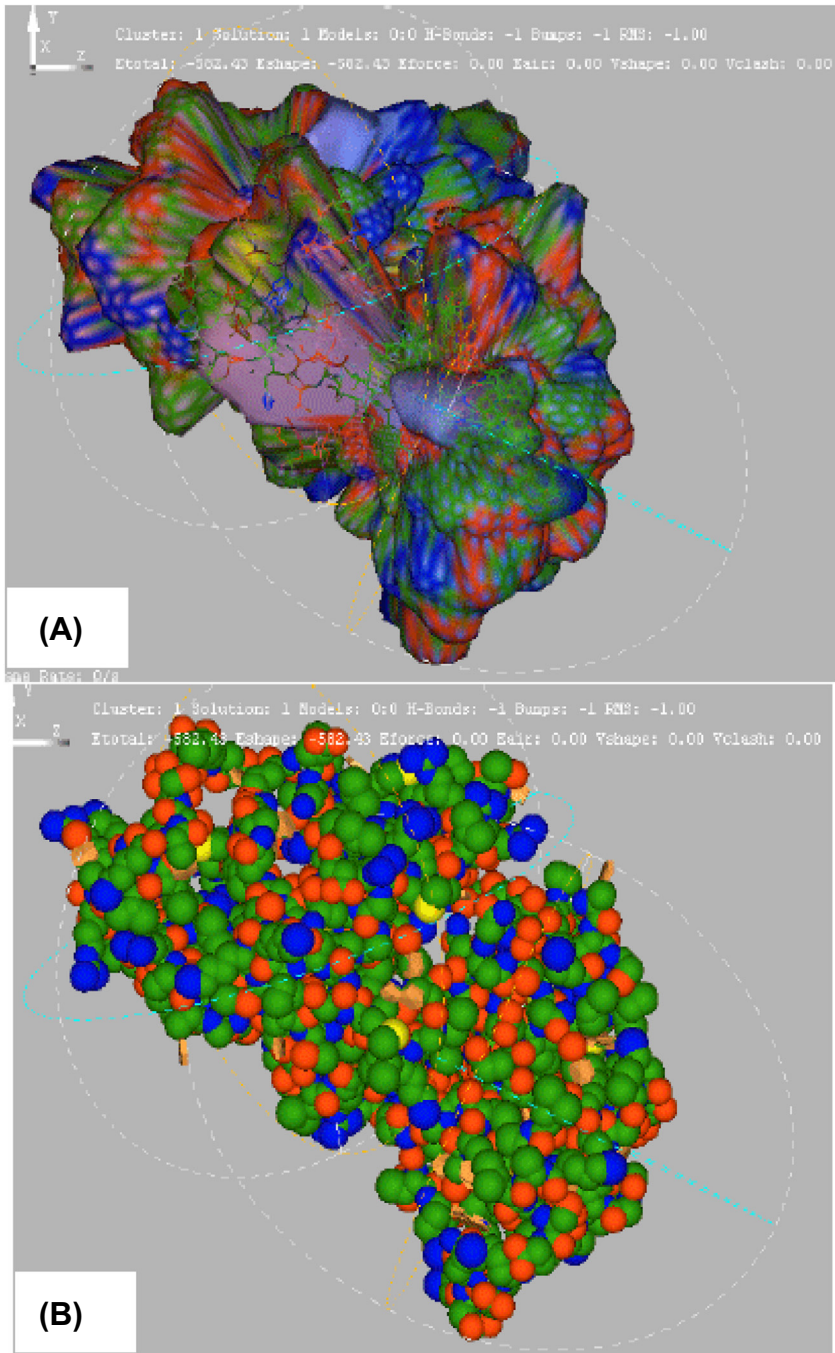 Y
Cluster: 1 Solution: 1 Models: 0:0 H-Bonds: -1 Bumps: -1 RMS: -1.00
X
Z
Etotal: -582.43 Eshape: -582.43 Eforce: 0.00 Eair: 0.00 Vshape: 0.00 Vclash: 0.00
(A)
Rate: 0/s
Y
Cluster: 1 Solution: 1 Models: 0:0 H-Bonds: -1 Bumps: -1 RMS: -1.00
X
Z
Etotal: -582.43 Eshape: -582.43 Eforce: 0.00 Eair: 0.00 Vshape: 0.00 Vclash: 0.00
(B)